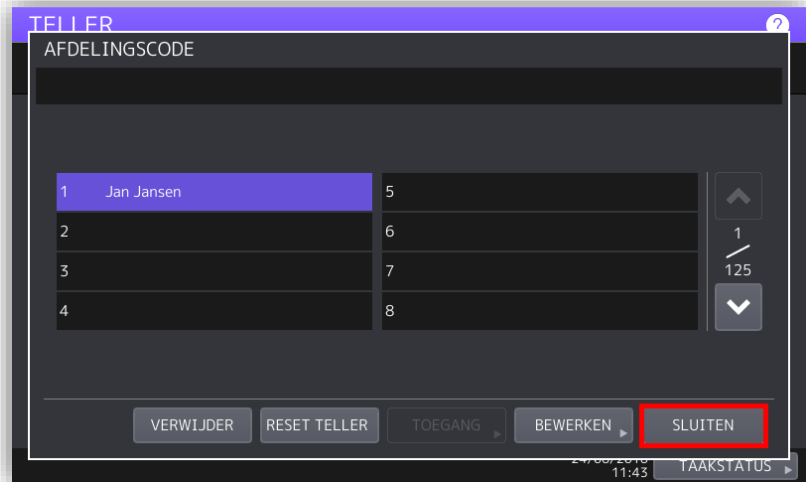 TELLER
?
AFDELINGSCODE
1 Jan Jansen
2
3
4
5
6
7
8
1
125
VERWIJDER
RESET TELLER
TOEGANG
BEWERKEN
SLUITEN
11:43
TAAKSTATUS